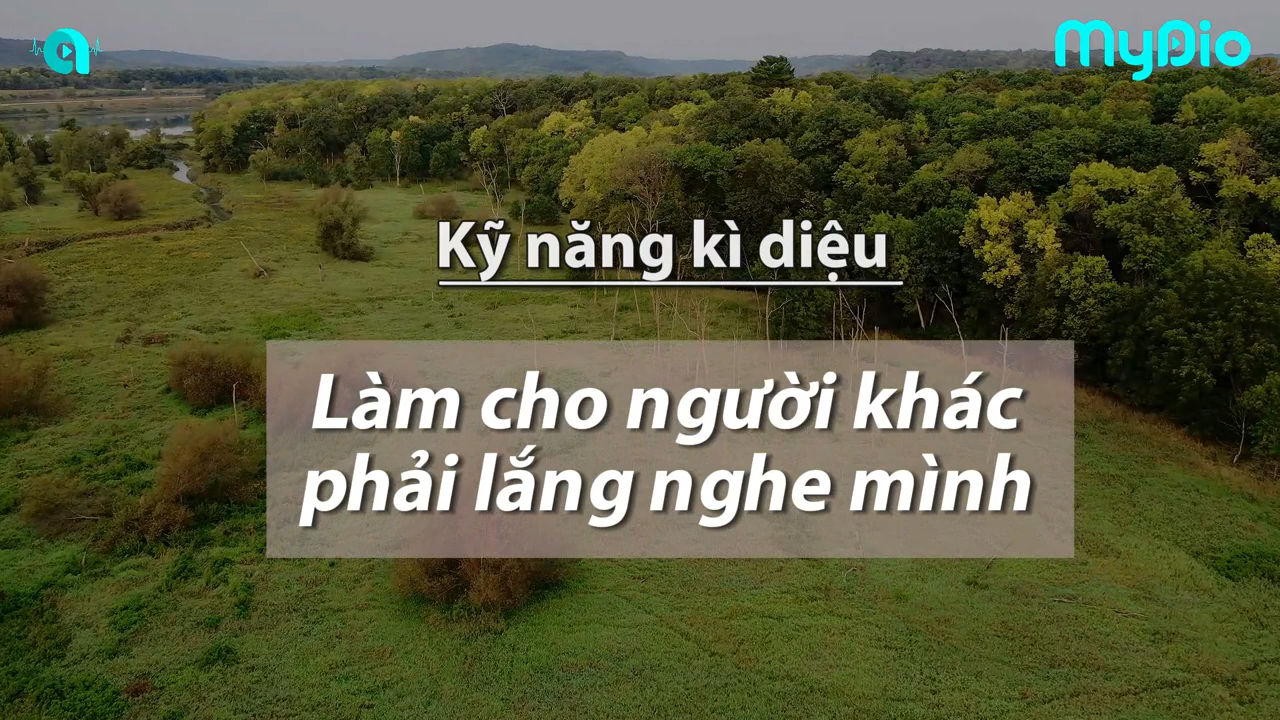 MyDio
Kỹ năng kì diệu
Làm cho người khác
phải lắng nghe mình